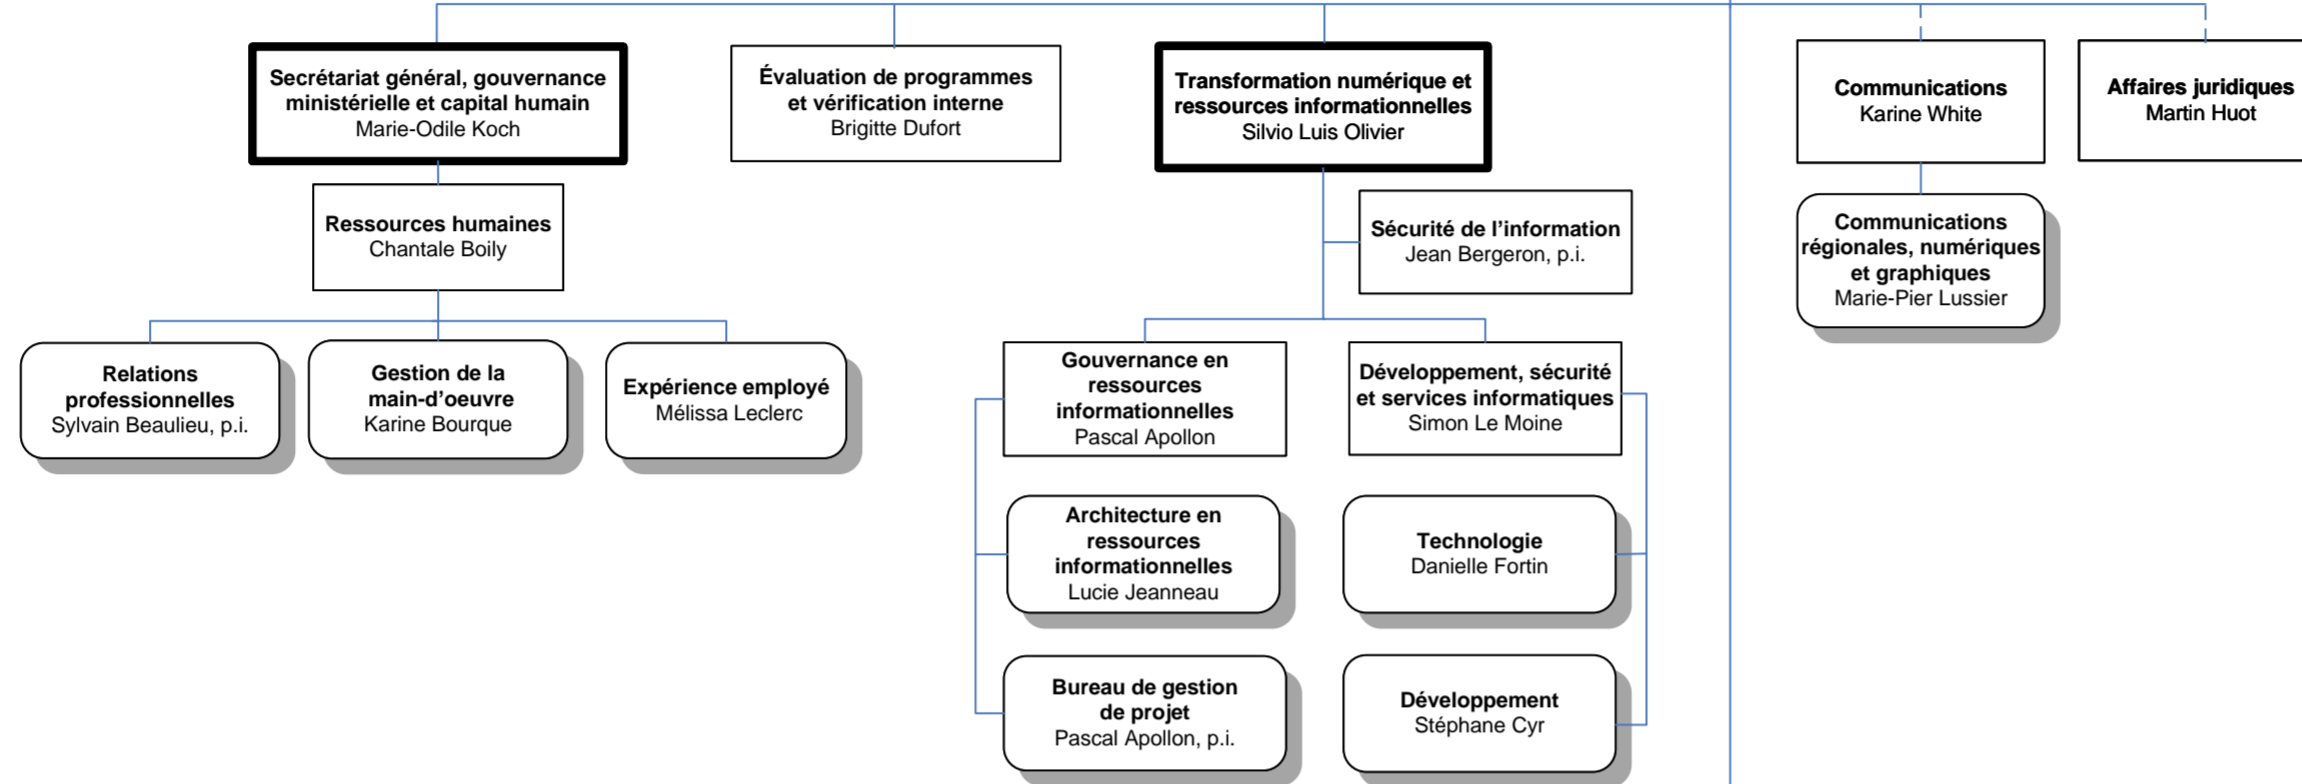 Secrétariat général, gouvernance
ministérielle et capital humain
Marie-Odile Koch
Évaluation de programmes
et vérification interne
Brigitte Dufort
Transformation numérique et
ressources informationnelles
Silvio Luis Olivier
Communications
Karine White
Affaires juridiques
Martin Huot
Ressources humaines
Chantale Boily
Sécurité de l’information
Jean Bergeron, p.i.
Communications
régionales, numériques
et graphiques
Marie-Pier Lussier
Relations
professionnelles
Sylvain Beaulieu, p.i.
Gestion de la
main-d’oeuvre
Karine Bourque
Expérience employé
Mélissa Leclerc
Gouvernance en
ressources
informationnelles
Pascal Apollon
Développement, sécurité
et services informatiques
Simon Le Moine
Architecture en
ressources
informationnelles
Lucie Jeanneau
Technologie
Danielle Fortin
Bureau de gestion
de projet
Pascal Apollon, p.i.
Développement
Stéphane Cyr